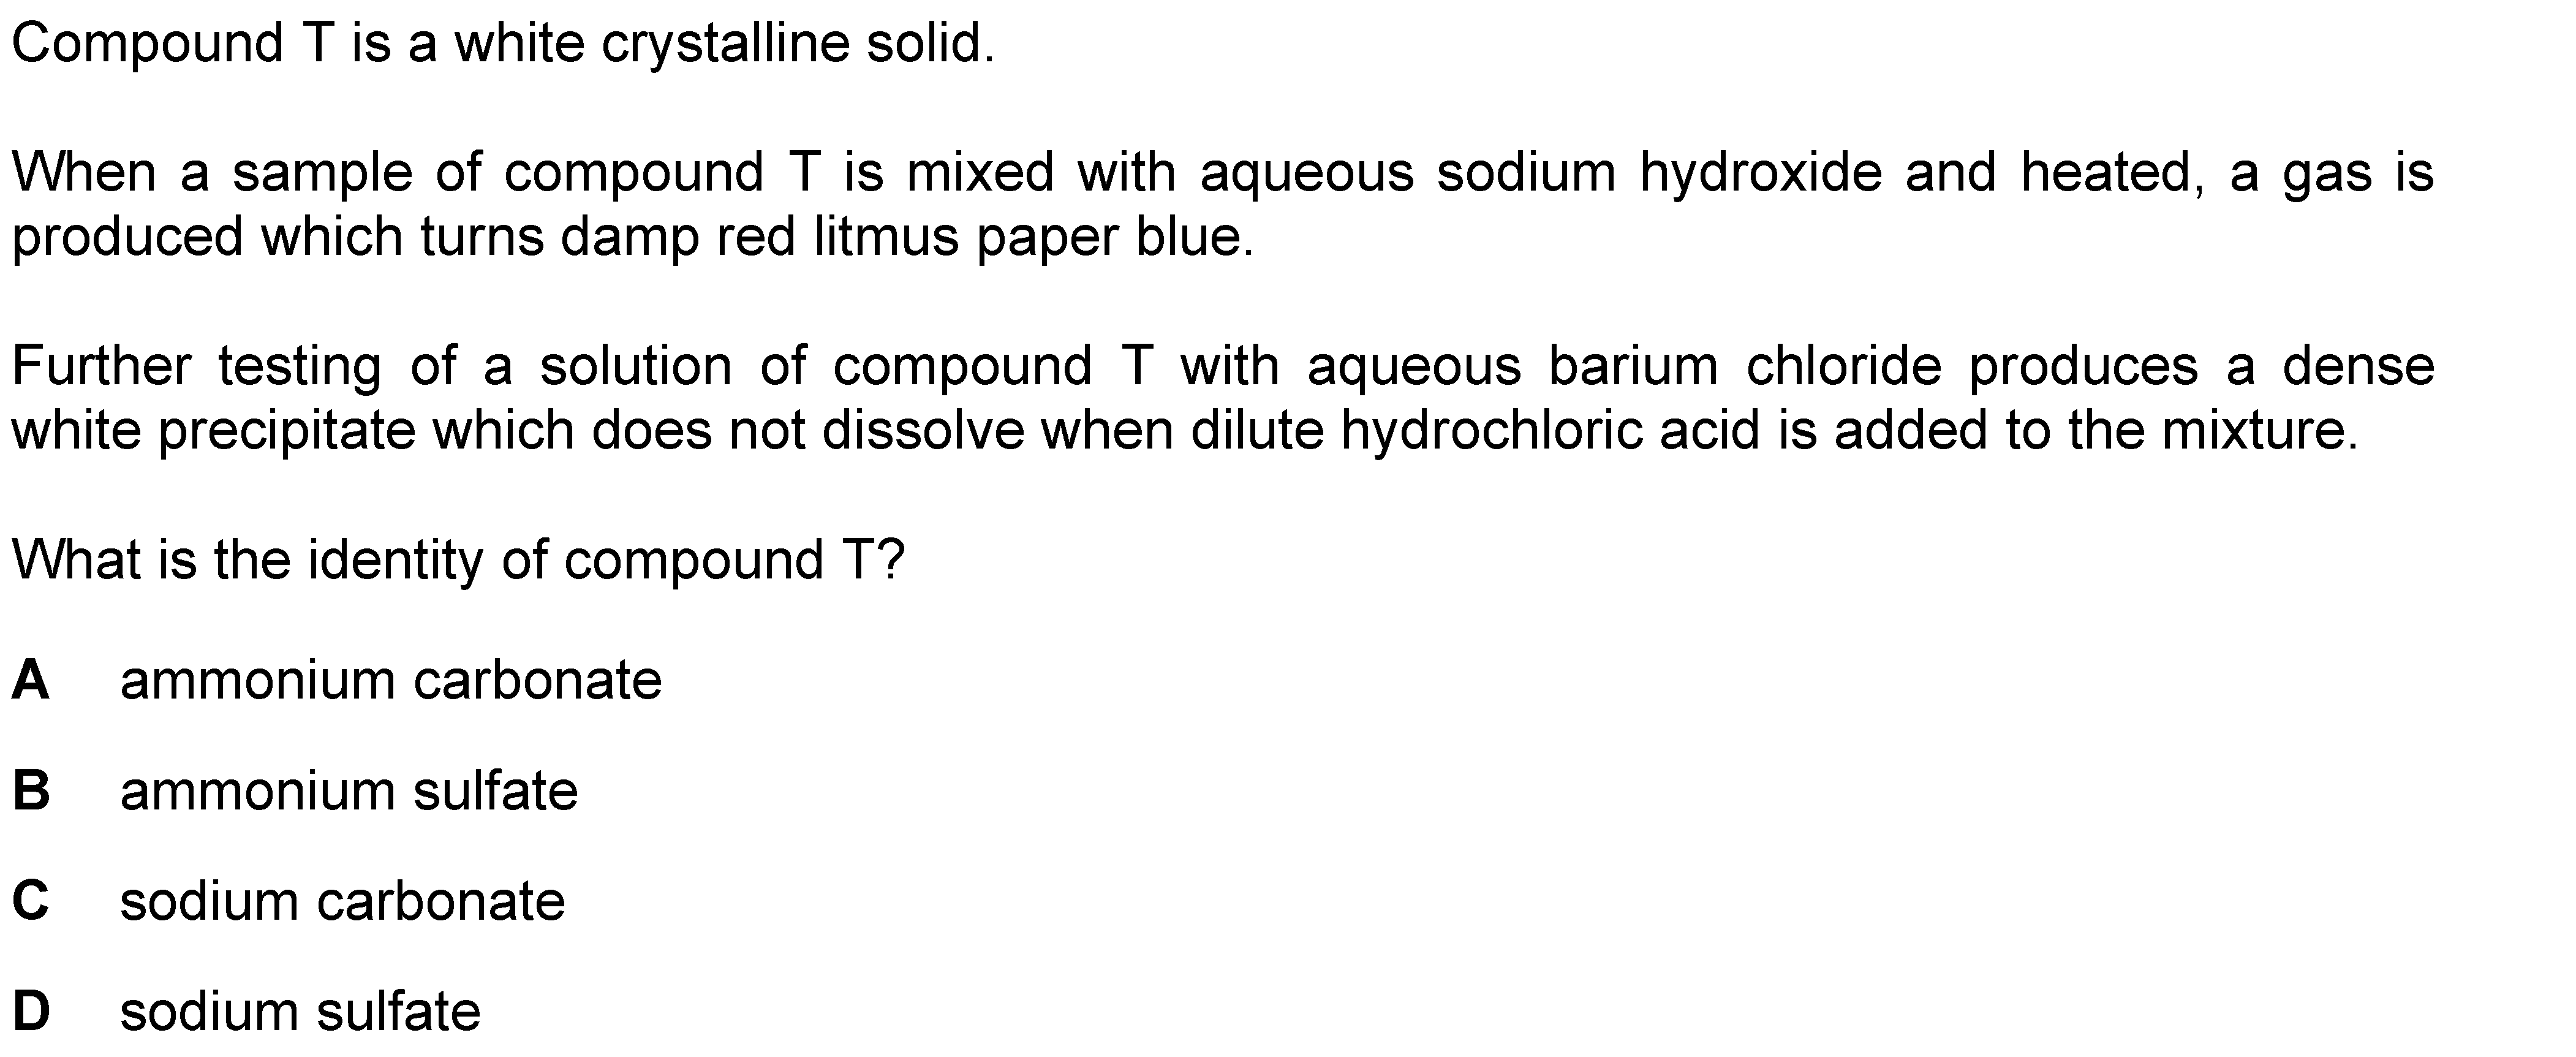 Compound T is a white crystalline solid.
When a sample of compound T is mixed with aqueous sodium hydroxide and heated, a gas is
produced which turns damp red litmus paper blue.
Further testing of a solution of compound T with aqueous barium chloride produces a dense
white precipitate which does not dissolve when dilute hydrochloric acid is added to the mixture.
What is the identity of compound T?
A ammonium carbonate
B ammonium sulfate
C sodium carbonate
D sodium sulfate